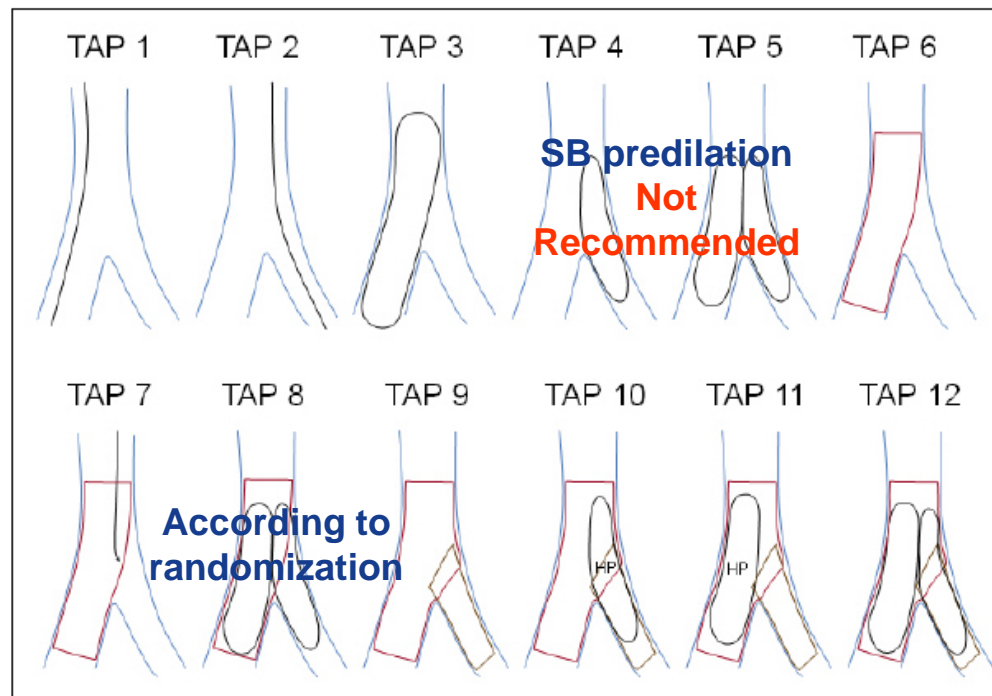 TAP 1 TAP 2 TAP 3 TAP 4 TAP 5 TAP 6
SB predilation
Not
Recommended
TAP 7 TAP 8 TAP 9 TAP 10 TAP 11 TAP 12
According to
randomization
HP HP